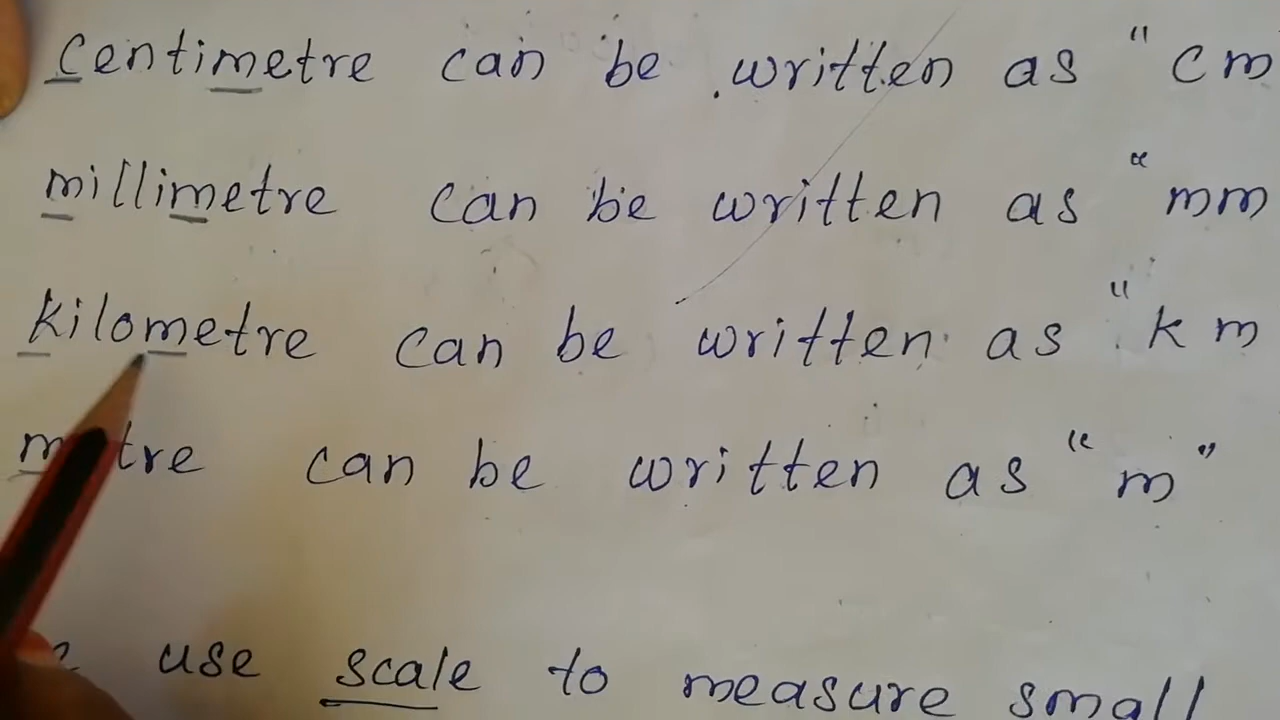 Centimetre can be written as "cm
millimetre can be written as "mm
kilometre can be written as "km
can be written as "m"
use scale to measure small